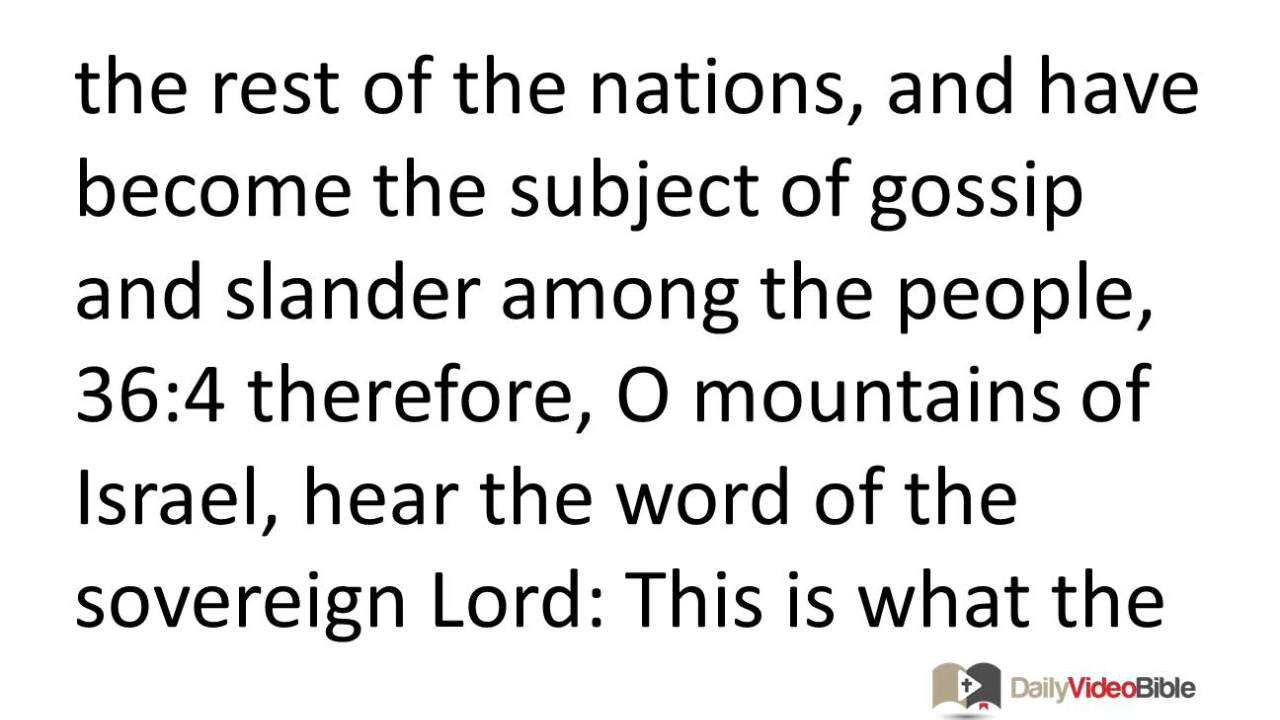 the rest of the nations, and have
become the subject of gossip
and slander among the people,
36:4 therefore, O mountains of
Israel, hear the word of the
sovereign Lord: This is what the
DailyVideoBible